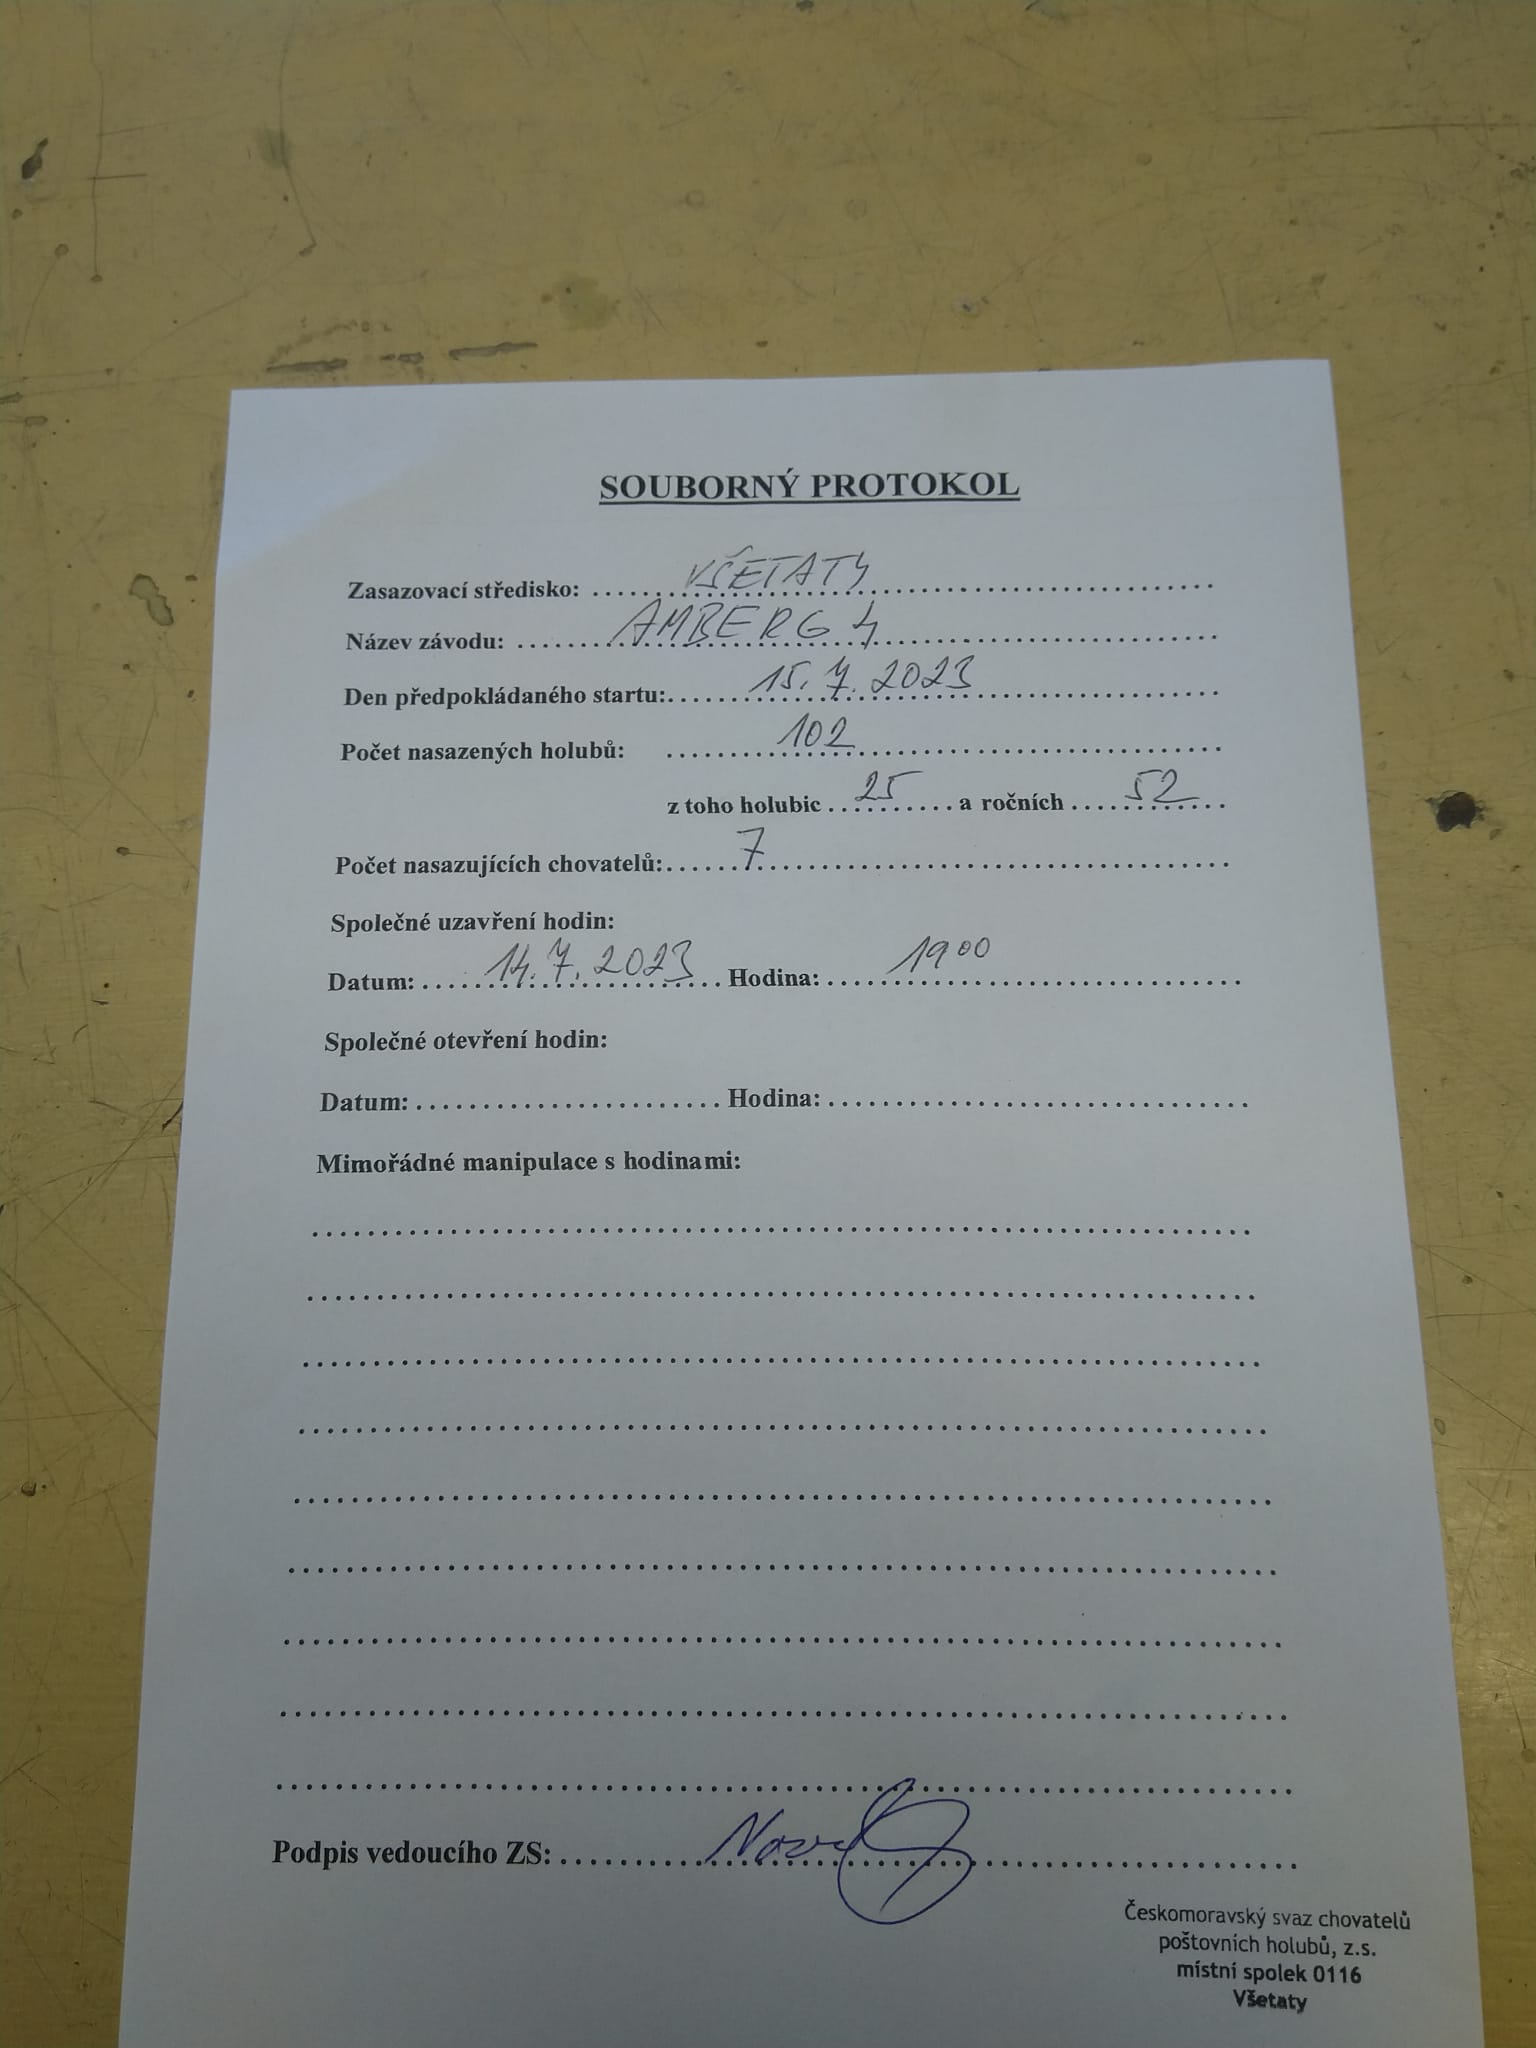 SOUBORNÝ PROTOKOL
Zasazovací středisko: VŠETATY
Název závodu: AMBERG 4
Den předpokládaného startu: 15.7.2023
Počet nasazených holubů: 102
z toho holubic 25 a ročních 52
Počet nasazujících chovatelů: 7
Společné uzavření hodin:
Datum: 14.7.2023 Hodina: 19 00
Společné otevření hodin:
Datum: Hodina:
Mimořádné manipulace s hodinami:
Podpis vedoucího ZS:
Českomoravský svaz chovatelů
poštovních holubů, z.s.
místní spolek 0116
Všetaty